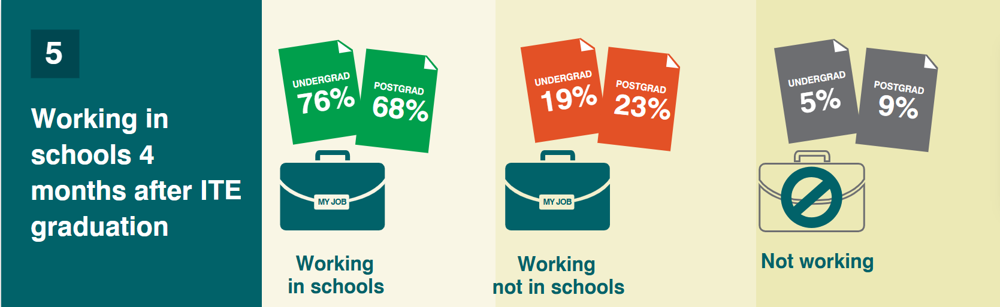 5
Working in
schools 4
months after ITE
graduation
UNDERGRAD
76%
POSTGRAD
68%
MY JOB
Working
in schools
UNDERGRAD
19%
POSTGRAD
23%
MY JOB
Working
not in schools
UNDERGRAD
5%
POSTGRAD
9%
Not working